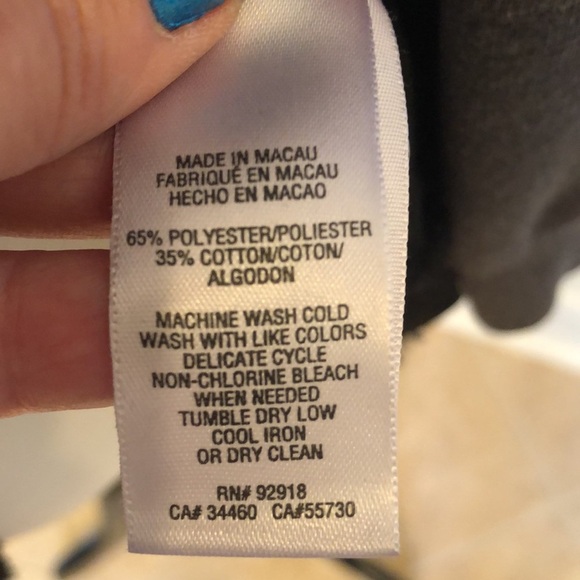 MADE IN MACAU
FABRIQUÉ EN MACAU
HECHO EN MACAO
65% POLYESTER/POLIESTER
35% COTTON/COTON/
ALGODON
MACHINE WASH COLD
WASH WITH LIKE COLORS
DELICATE CYCLE
NON-CHLORINE BLEACH
WHEN NEEDED
TUMBLE DRY LOW
COOL IRON
OR DRY CLEAN
RN# 92918
CA# 34460 CA#55730